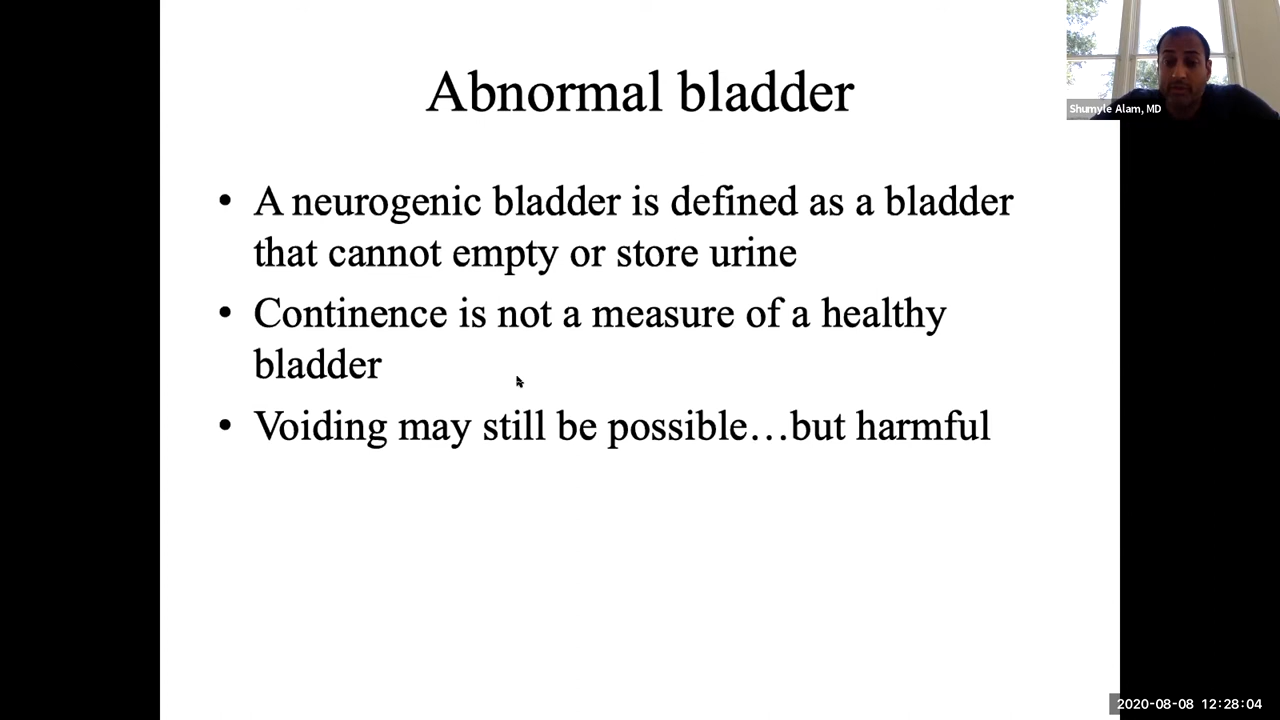 Abnormal bladder
Shumyle Alam, MD
• A neurogenic bladder is defined as a bladder
that cannot empty or store urine
• Continence is not a measure of a healthy
bladder
• Voiding may still be possible…but harmful
2020-08-08 12:28:04